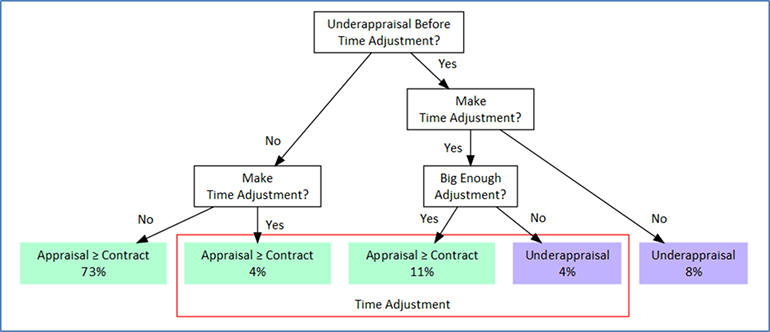 Underappraisal Before
Time Adjustment?
Yes
Make
Time Adjustment?
No
Yes
Make
Time Adjustment?
Big Enough
Adjustment?
No
Yes
Yes
No
No
Appraisal ≥ Contract
73%
Appraisal ≥ Contract
4%
Appraisal ≥ Contract
11%
Underappraisal
4%
Underappraisal
8%
Time Adjustment